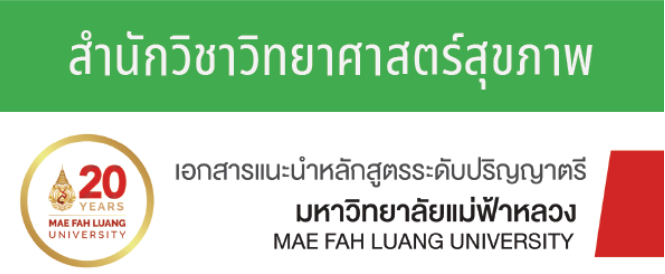 สำนักวิชาวิทยาศาสตร์สุขภาพ
20
YEARS
MAE FAH LUANG
UNIVERSITY
เอกสารแนะนำหลักสูตรระดับปริญญาตรี
มหาวิทยาลัยแม่ฟ้าหลวง
MAE FAH LUANG UNIVERSITY